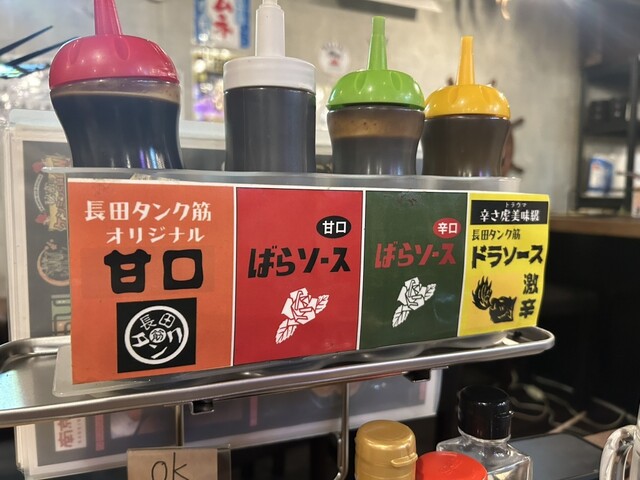 長田タンク筋
オリジナル
甘口
長田
タンク筋
甘口
ばらソース
辛口
ばらソース
トラウマ
辛さ虎美味醤
長田タンク筋
ドラソース
激辛
OK